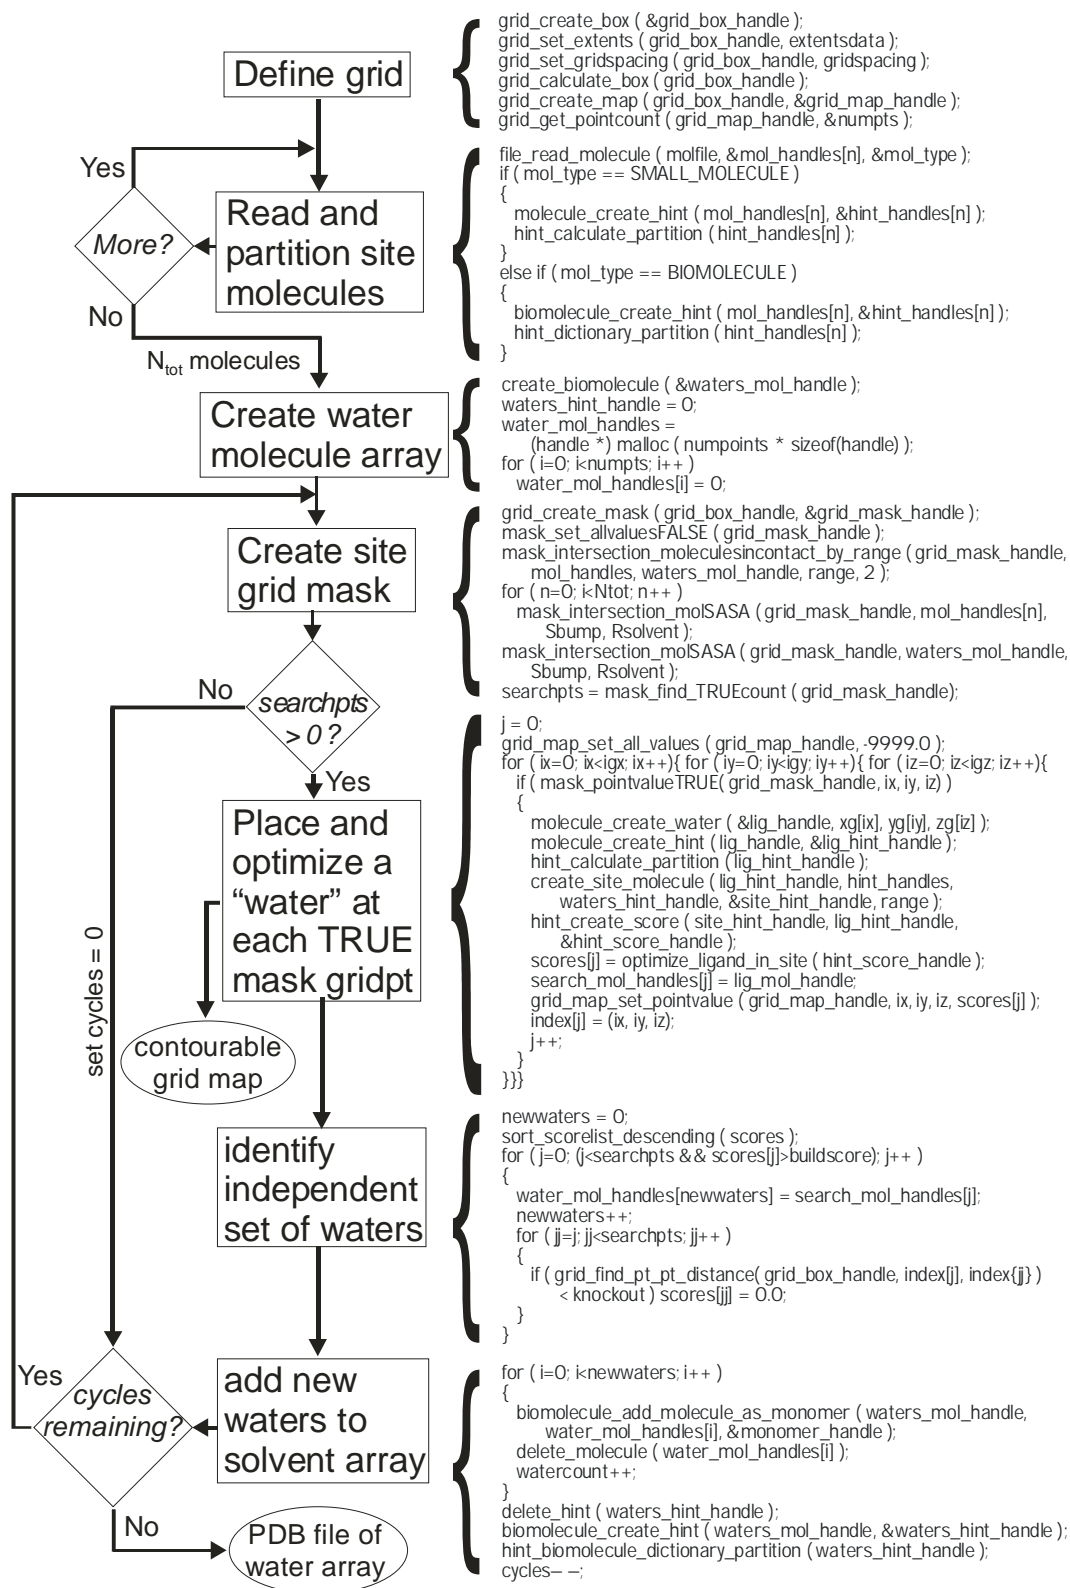 Define grid
grid_create_box ( &grid_box_handle );
grid_set_extents ( grid_box_handle, extentsdata );
grid_set_gridspacing ( grid_box_handle, gridspacing );
grid_calculate_box ( grid_box_handle );
grid_create_map ( grid_box_handle, &grid_map_handle );
grid_get_pointcount ( grid_map_handle, &numpts );
Yes
More?
No
Read and
partition site
molecules
N_tot molecules
file_read_molecule ( molfile, &mol_handles[n], &mol_type );
if ( mol_type == SMALL_MOLECULE )
{
molecule_create_hint ( mol_handles[n], &hint_handles[n] );
hint_calculate_partition ( hint_handles[n] );
}
else if ( mol_type == BIOMOLECULE )
{
biomolecule_create_hint ( mol_handles[n], &hint_handles[n] );
hint_dictionary_partition ( hint_handles[n] );
}
Create water
molecule array
create_biomolecule ( &waters_mol_handle );
waters_hint_handle = 0;
water_mol_handles =
(handle *) malloc ( numpoints * sizeof(handle) );
for ( i=0; i<numpts; i++ )
water_mol_handles[i] = 0;
Create site
grid mask
grid_create_mask ( grid_box_handle, &grid_mask_handle );
mask_set_allvaluesFALSE ( grid_mask_handle );
mask_intersection_moleculesincontact_by_range ( grid_mask_handle,
mol_handles, waters_mol_handle, range, 2 );
for ( n=0; i<Ntot; n++ )
mask_intersection_molSASA ( grid_mask_handle, mol_handles[n],
Sbump, Rsolvent );
mask_intersection_molSASA ( grid_mask_handle, waters_mol_handle,
Sbump, Rsolvent );
searchpts = mask_find_TRUEcount ( grid_mask_handle);
No
searchpts
> 0 ?
Yes
set cycles = 0
Place and
optimize a
“water” at
each TRUE
mask gridpt
contourable
grid map
j = 0;
grid_map_set_all_values ( grid_map_handle, -9999.0 );
for ( ix=0; ix<igx; ix++){ for ( iy=0; iy<igy; iy++){ for ( iz=0; iz<igz; iz++){
if ( mask_pointvalueTRUE( grid_mask_handle, ix, iy, iz) )
{
molecule_create_water ( &lig_handle, xg[ix], yg[iy], zg[iz] );
molecule_create_hint ( lig_handle, &lig_hint_handle );
hint_calculate_partition ( lig_hint_handle );
create_site_molecule ( lig_hint_handle, hint_handles,
waters_hint_handle, &site_hint_handle, range );
hint_create_score ( site_hint_handle, lig_hint_handle,
&hint_score_handle );
scores[j] = optimize_ligand_in_site ( hint_score_handle );
search_mol_handles[j] = lig_mol_handle;
grid_map_set_pointvalue ( grid_map_handle, ix, iy, iz, scores[j] );
index[j] = (ix, iy, iz);
j++;
}
}}}
identify
independent
set of waters
newwaters = 0;
sort_scorelist_descending ( scores );
for ( j=0; (j<searchpts && scores[j]>buildscore); j++ )
{
water_mol_handles[newwaters] = search_mol_handles[j];
newwaters++;
for ( jj=j; jj<searchpts; jj++ )
{
if ( grid_find_pt_pt_distance( grid_box_handle, index[j], index{jj} )
< knockout ) scores[jj] = 0.0;
}
}
Yes
cycles
remaining?
No
add new
waters to
solvent array
PDB file of
water array
for ( i=0; i<newwaters; i++ )
{
biomolecule_add_molecule_as_monomer ( waters_mol_handle,
water_mol_handles[i], &monomer_handle );
delete_molecule ( water_mol_handles[i] );
watercount++;
}
delete_hint ( waters_hint_handle );
biomolecule_create_hint ( waters_mol_handle, &waters_hint_handle );
hint_biomolecule_dictionary_partition ( waters_hint_handle );
cycles– –;